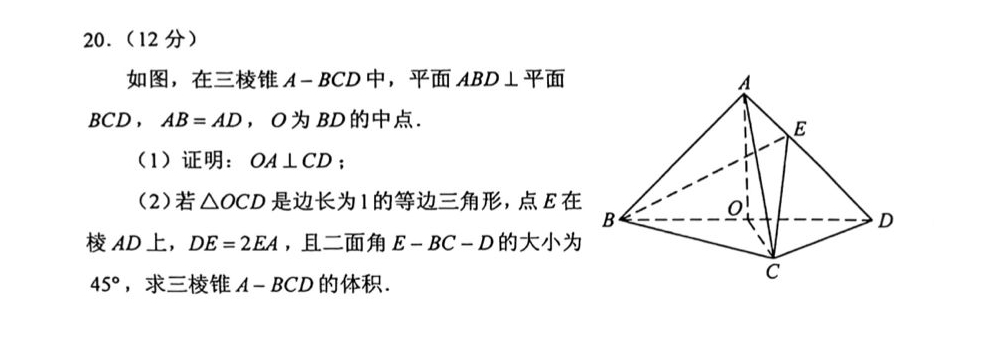 20.（12 分）
如图，在三棱锥 A－BCD 中，平面 ABD⊥平面
BCD，AB=AD，O 为 BD 的中点．
（1）证明：OA⊥CD；
（2）若△OCD 是边长为 1 的等边三角形，点 E 在
棱 AD 上，DE=2EA，且二面角 E－BC－D 的大小为
45°，求三棱锥 A－BCD 的体积．
A
E
B
O
D
C